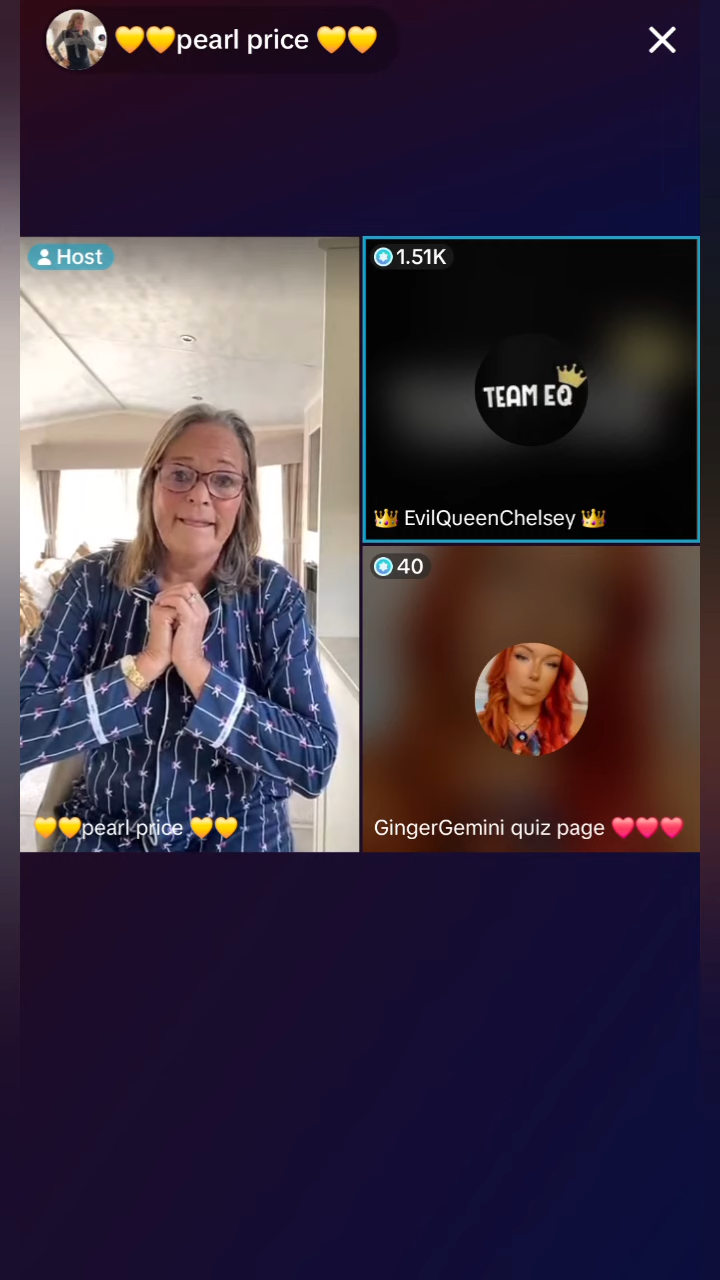 💛💛pearl price 💛💛
Host
1.51K
TEAM EQ
👑 EvilQueenChelsey 👑
40
💛💛pearl price 💛💛
GingerGemini quiz page 💗💗💗